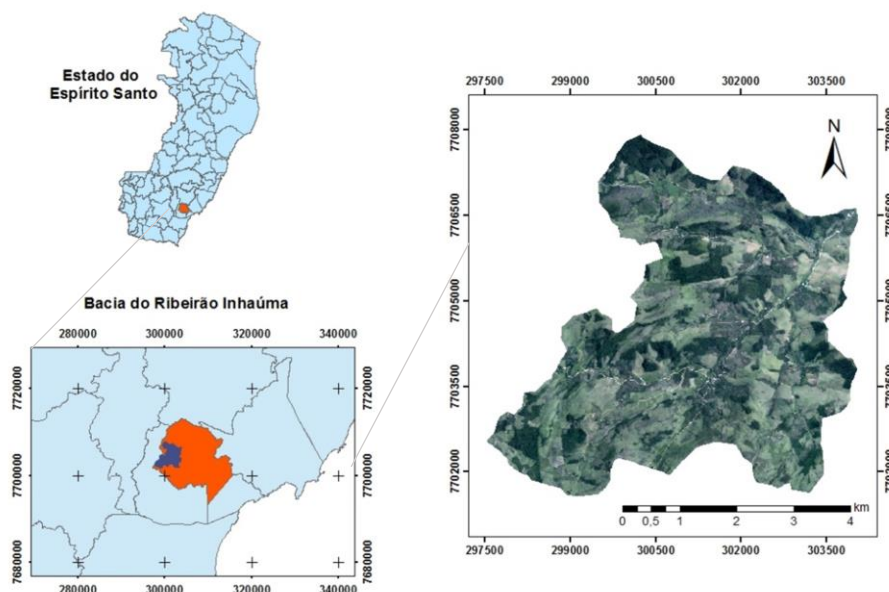 Estado do
Espírito Santo
Bacia do Ribeirão Inhaúma
280000 300000 320000 340000
7720000 7720000
7700000 7700000
7680000 7680000
280000 300000 320000 340000
297500 299000 300500 302000 303500
N
7708000 7708000
7706500 7706500
7705000 7705000
7703500 7703500
7702000 7702000
km
0 0,5 1 2 3 4
297500 299000 300500 302000 303500